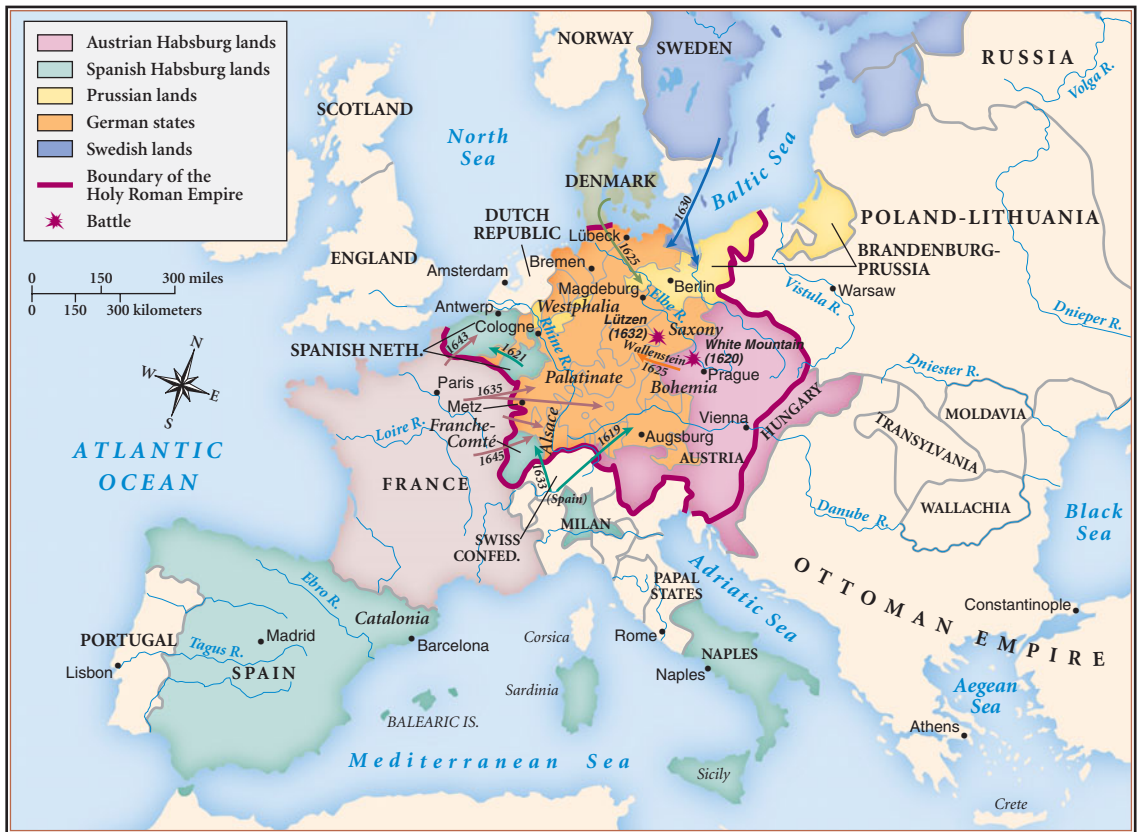 Austrian Habsburg lands
Spanish Habsburg lands
Prussian lands
German states
Swedish lands
Boundary of the
Holy Roman Empire
Battle
0 150 300 miles
0 150 300 kilometers
N
W
E
S
NORWAY
SWEDEN
RUSSIA
Volga R.
SCOTLAND
North
Sea
Baltic Sea
DENMARK
1630
DUTCH
REPUBLIC
POLAND-LITHUANIA
BRANDENBURG-
PRUSSIA
Lübeck
1625
ENGLAND
Bremen
Amsterdam
Magdeburg
Berlin
Elbe R.
Vistula R.
Warsaw
Dnieper R.
Antwerp
Westphalia
Cologne
Rhine R.
Lützen
(1632)
Saxony
White Mountain
(1620)
SPANISH NETH.
1643
1621
Wallenstein
1625
Prague
Bohemia
Palatinate
Paris
1635
Metz
Dniester R.
Loire R.
Franche-
Comté
Alsace
1619
Augsburg
Vienna
HUNGARY
MOLDAVIA
TRANSYLVANIA
AUSTRIA
1645
1633
(Spain)
ATLANTIC
OCEAN
FRANCE
SWISS
CONFED.
MILAN
Danube R.
WALLACHIA
Black
Sea
PAPAL
STATES
Adriatic Sea
OTTOMAN EMPIRE
Constantinople
Ebro R.
Catalonia
PORTUGAL
Madrid
Barcelona
Tagus R.
Lisbon
SPAIN
Corsica
Rome
NAPLES
Naples
Sardinia
BALEARIC IS.
Aegean
Sea
Athens
Mediterranean Sea
Sicily
Crete